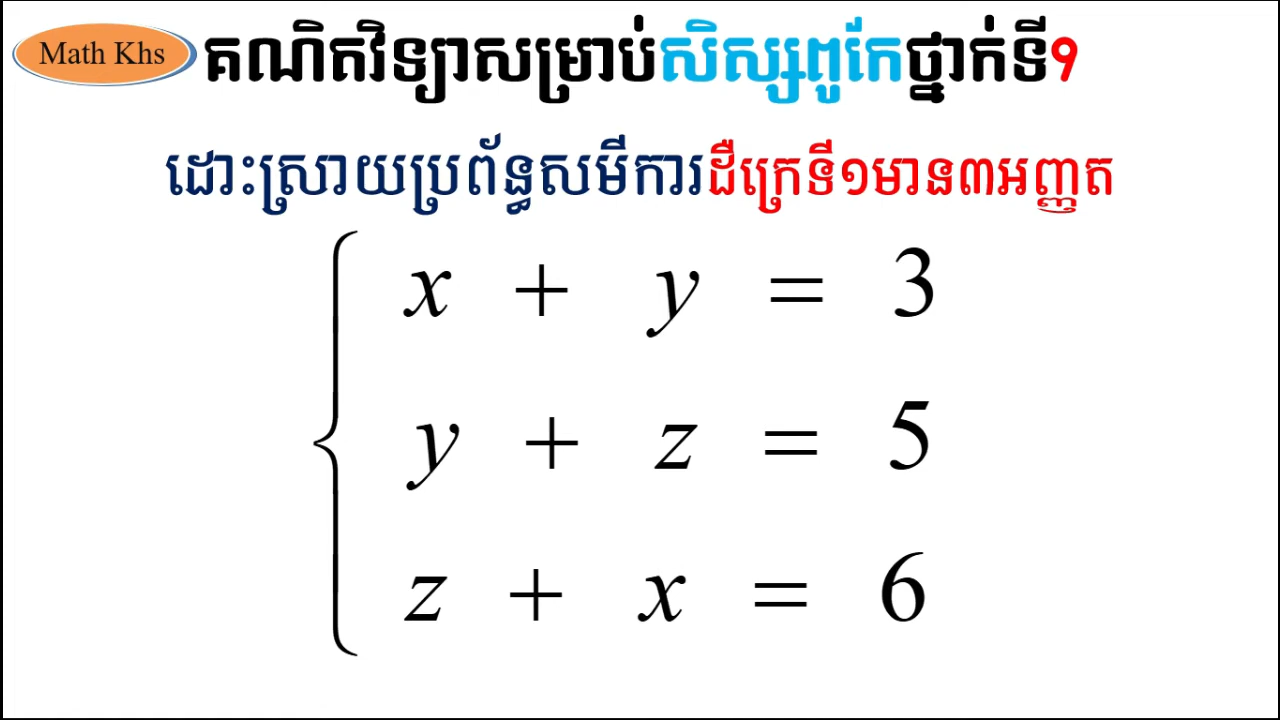 Math Khs
គណិតវិទ្យាសម្រាប់សិស្សពូកែថ្នាក់ទី9
ដោះស្រាយប្រព័ន្ធសមីការដឺក្រេទី១មាន៣អញ្ញត
x + y = 3
y + z = 5
z + x = 6